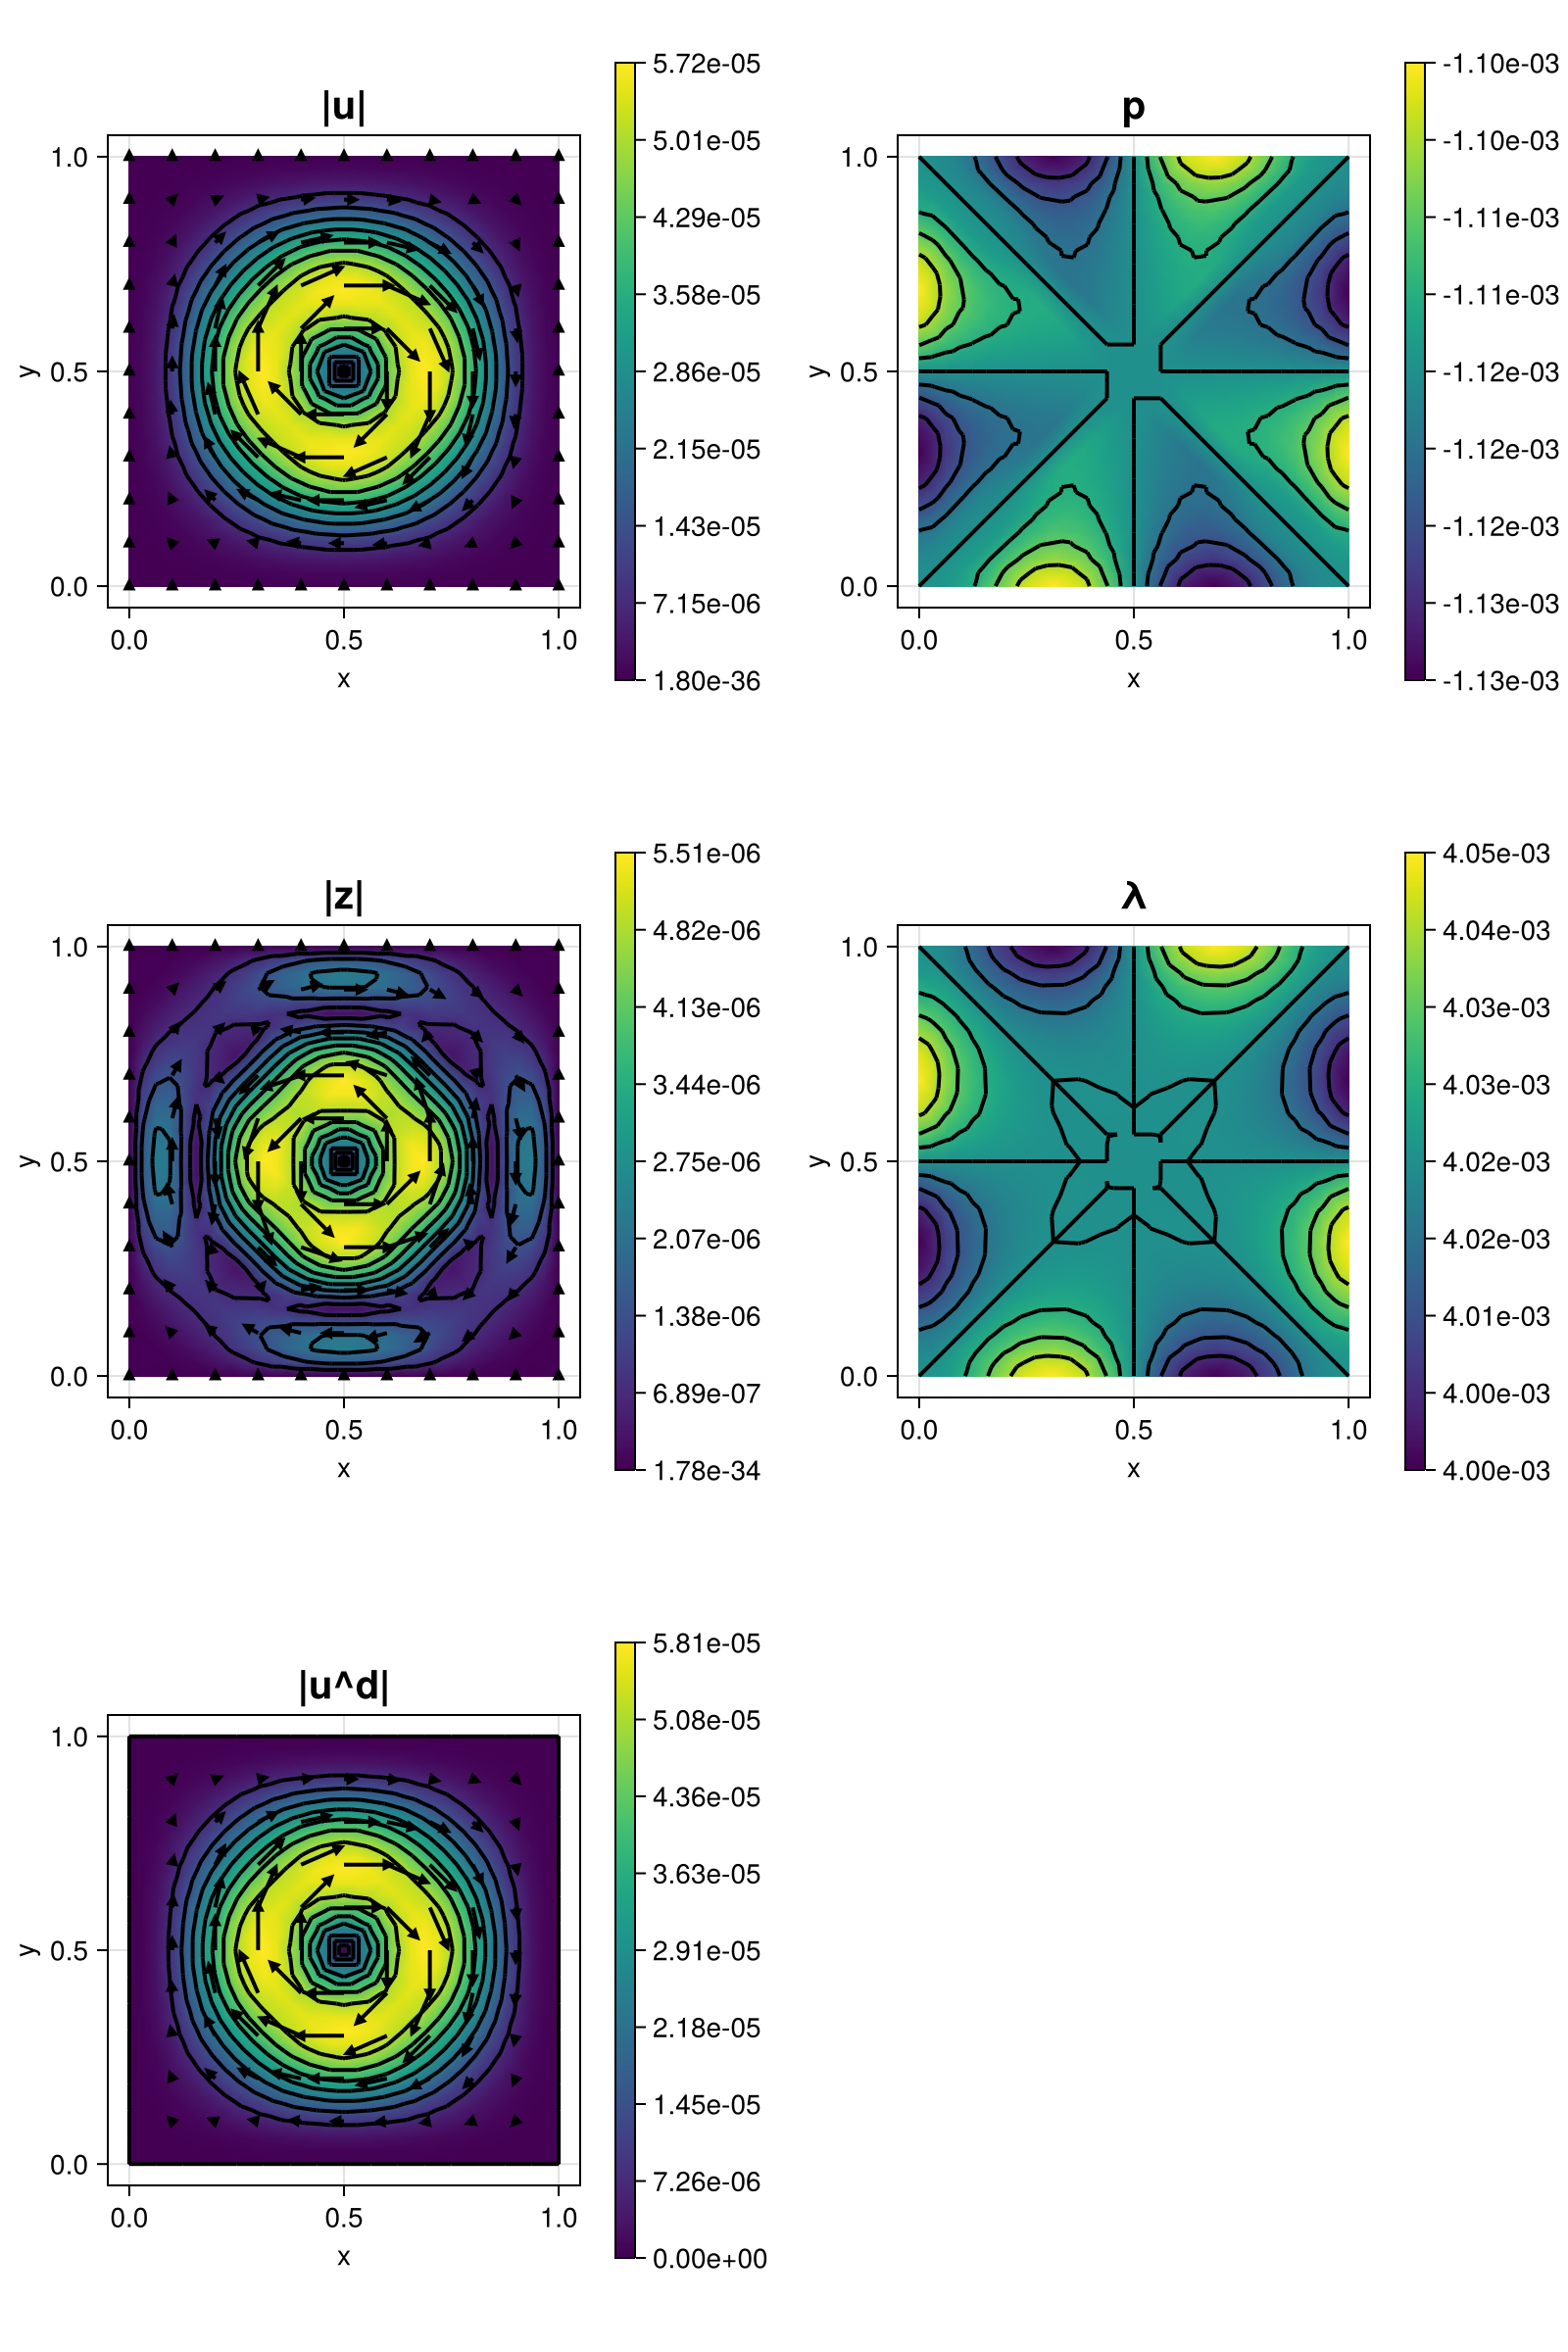 |u|
5.72e-05
5.01e-05
4.29e-05
3.58e-05
2.86e-05
2.15e-05
1.43e-05
7.15e-06
1.80e-36
1.0
0.5
0.0
y
0.0 0.5 1.0
x
p
-1.10e-03
-1.10e-03
-1.11e-03
-1.11e-03
-1.12e-03
-1.12e-03
-1.12e-03
-1.13e-03
-1.13e-03
1.0
0.5
0.0
y
0.0 0.5 1.0
x
|z|
5.51e-06
4.82e-06
4.13e-06
3.44e-06
2.75e-06
2.07e-06
1.38e-06
6.89e-07
1.78e-34
1.0
0.5
0.0
y
0.0 0.5 1.0
x
λ
4.05e-03
4.04e-03
4.03e-03
4.03e-03
4.02e-03
4.02e-03
4.01e-03
4.00e-03
4.00e-03
1.0
0.5
0.0
y
0.0 0.5 1.0
x
|u^d|
5.81e-05
5.08e-05
4.36e-05
3.63e-05
2.91e-05
2.18e-05
1.45e-05
7.26e-06
0.00e+00
1.0
0.5
0.0
y
0.0 0.5 1.0
x